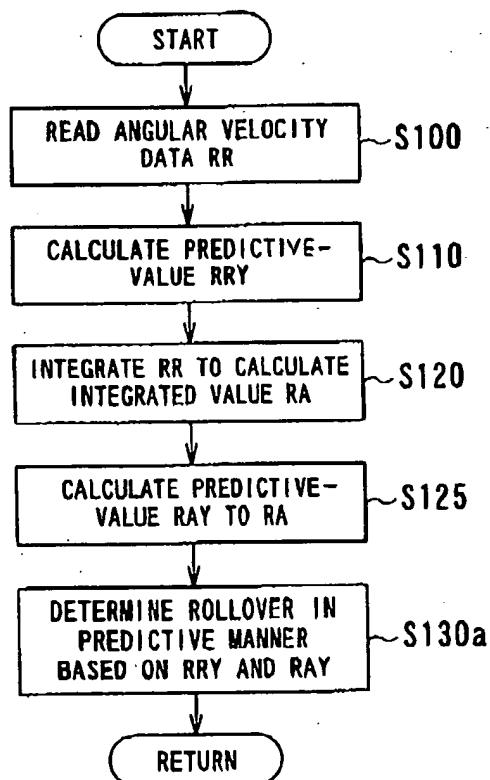 START
READ ANGULAR VELOCITY
DATA RR
S100
CALCULATE PREDICTIVE-
VALUE RRY
S110
INTEGRATE RR TO CALCULATE
INTEGRATED VALUE RA
S120
CALCULATE PREDICTIVE-
VALUE RAY TO RA
S125
DETERMINE ROLLOVER IN
PREDICTIVE MANNER
BASED ON RRY AND RAY
S130a
RETURN